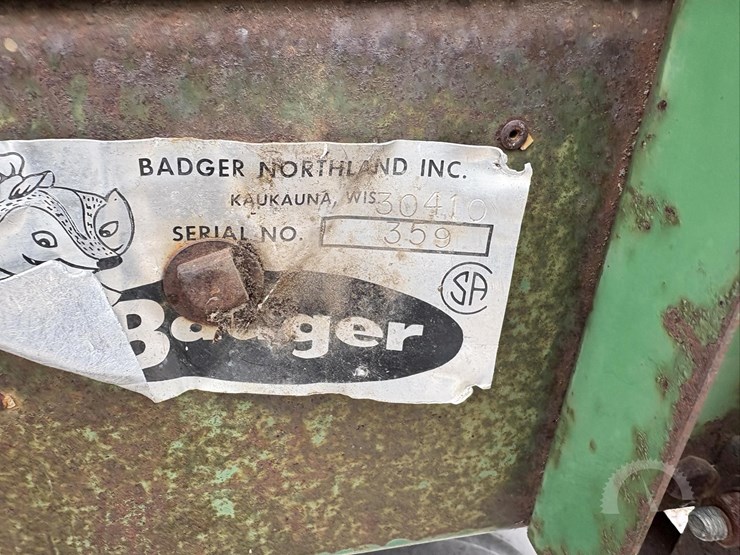 BADGER NORTHLAND INC.
KAUKAUNA, WIS.
30410
SERIAL NO. 359
SA
Badger